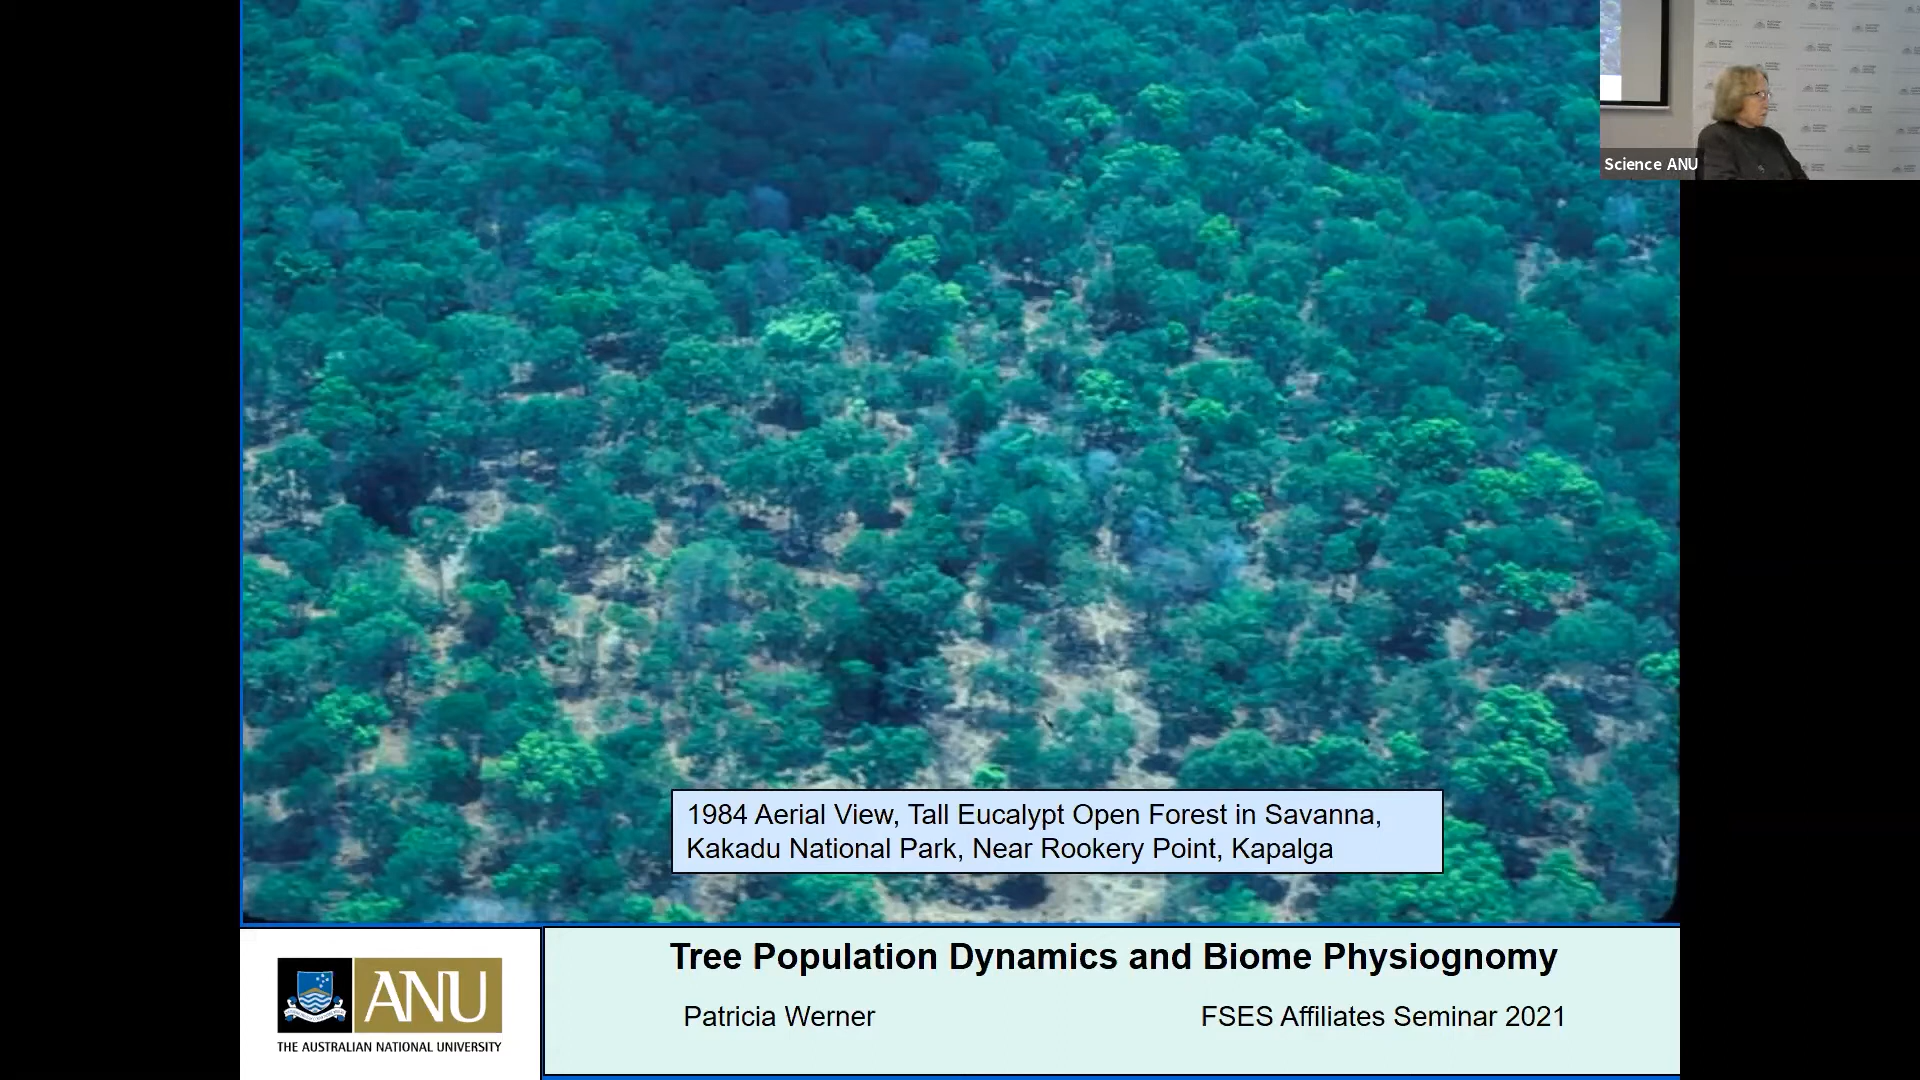 Science ANU
1984 Aerial View, Tall Eucalypt Open Forest in Savanna,
Kakadu National Park, Near Rookery Point, Kapalga
Tree Population Dynamics and Biome Physiognomy
Patricia Werner
FSES Affiliates Seminar 2021
ANU
THE AUSTRALIAN NATIONAL UNIVERSITY